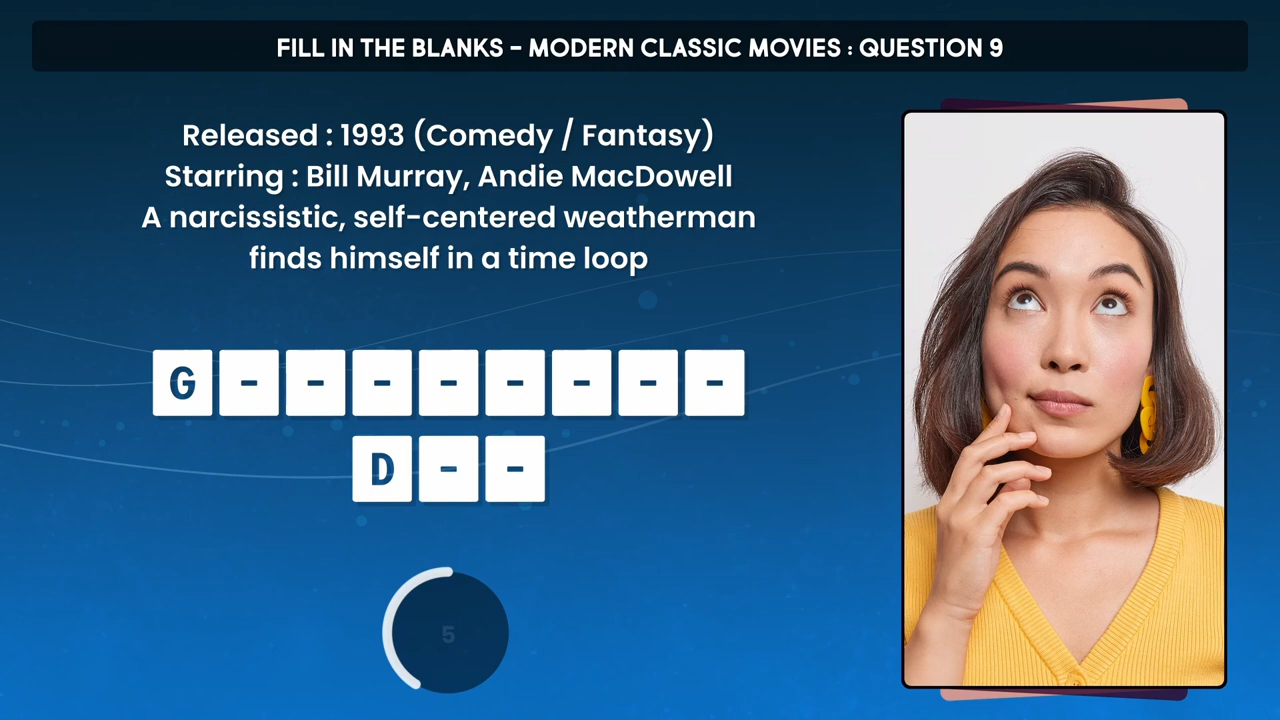 FILL IN THE BLANKS - MODERN CLASSIC MOVIES : QUESTION 9
Released : 1993 (Comedy / Fantasy)
Starring : Bill Murray, Andie MacDowell
A narcissistic, self-centered weatherman
finds himself in a time loop
G - - - - - - - -
D - -
5